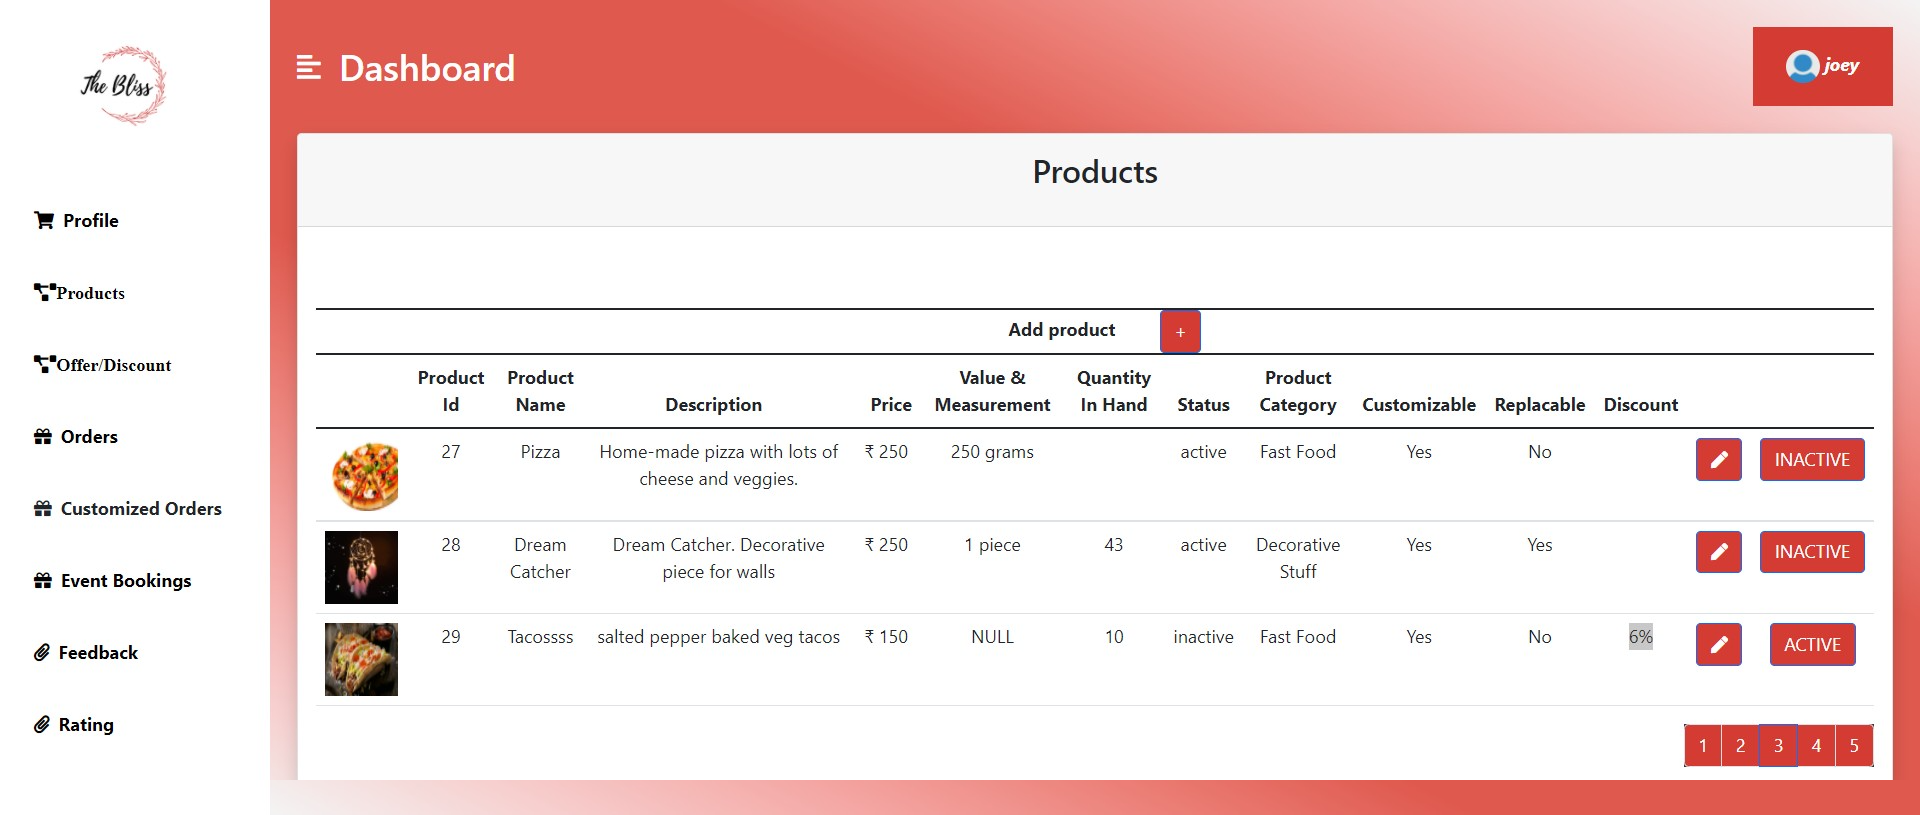 The Bliss
Dashboard
joey
Profile
Products
Offer/Discount
Orders
Customized Orders
Event Bookings
Feedback
Rating
Products
Add product +
Product Id Product Name Description Price Value & Measurement Quantity In Hand Status Product Category Customizable Replacable Discount
27 Pizza Home-made pizza with lots of cheese and veggies. ₹ 250 250 grams active Fast Food Yes No INACTIVE
28 Dream Catcher Dream Catcher. Decorative piece for walls ₹ 250 1 piece 43 active Decorative Stuff Yes Yes INACTIVE
29 Tacossss salted pepper baked veg tacos ₹ 150 NULL 10 inactive Fast Food Yes No 6% ACTIVE
1 2 3 4 5